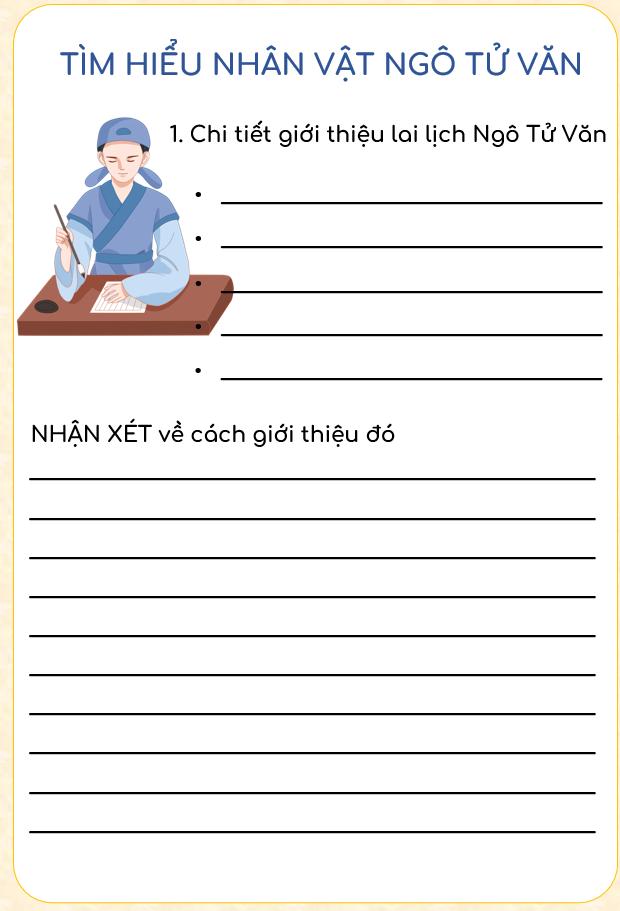 TÌM HIỂU NHÂN VẬT NGÔ TỬ VĂN
1. Chi tiết giới thiệu lai lịch Ngô Tử Văn
NHẬN XÉT về cách giới thiệu đó